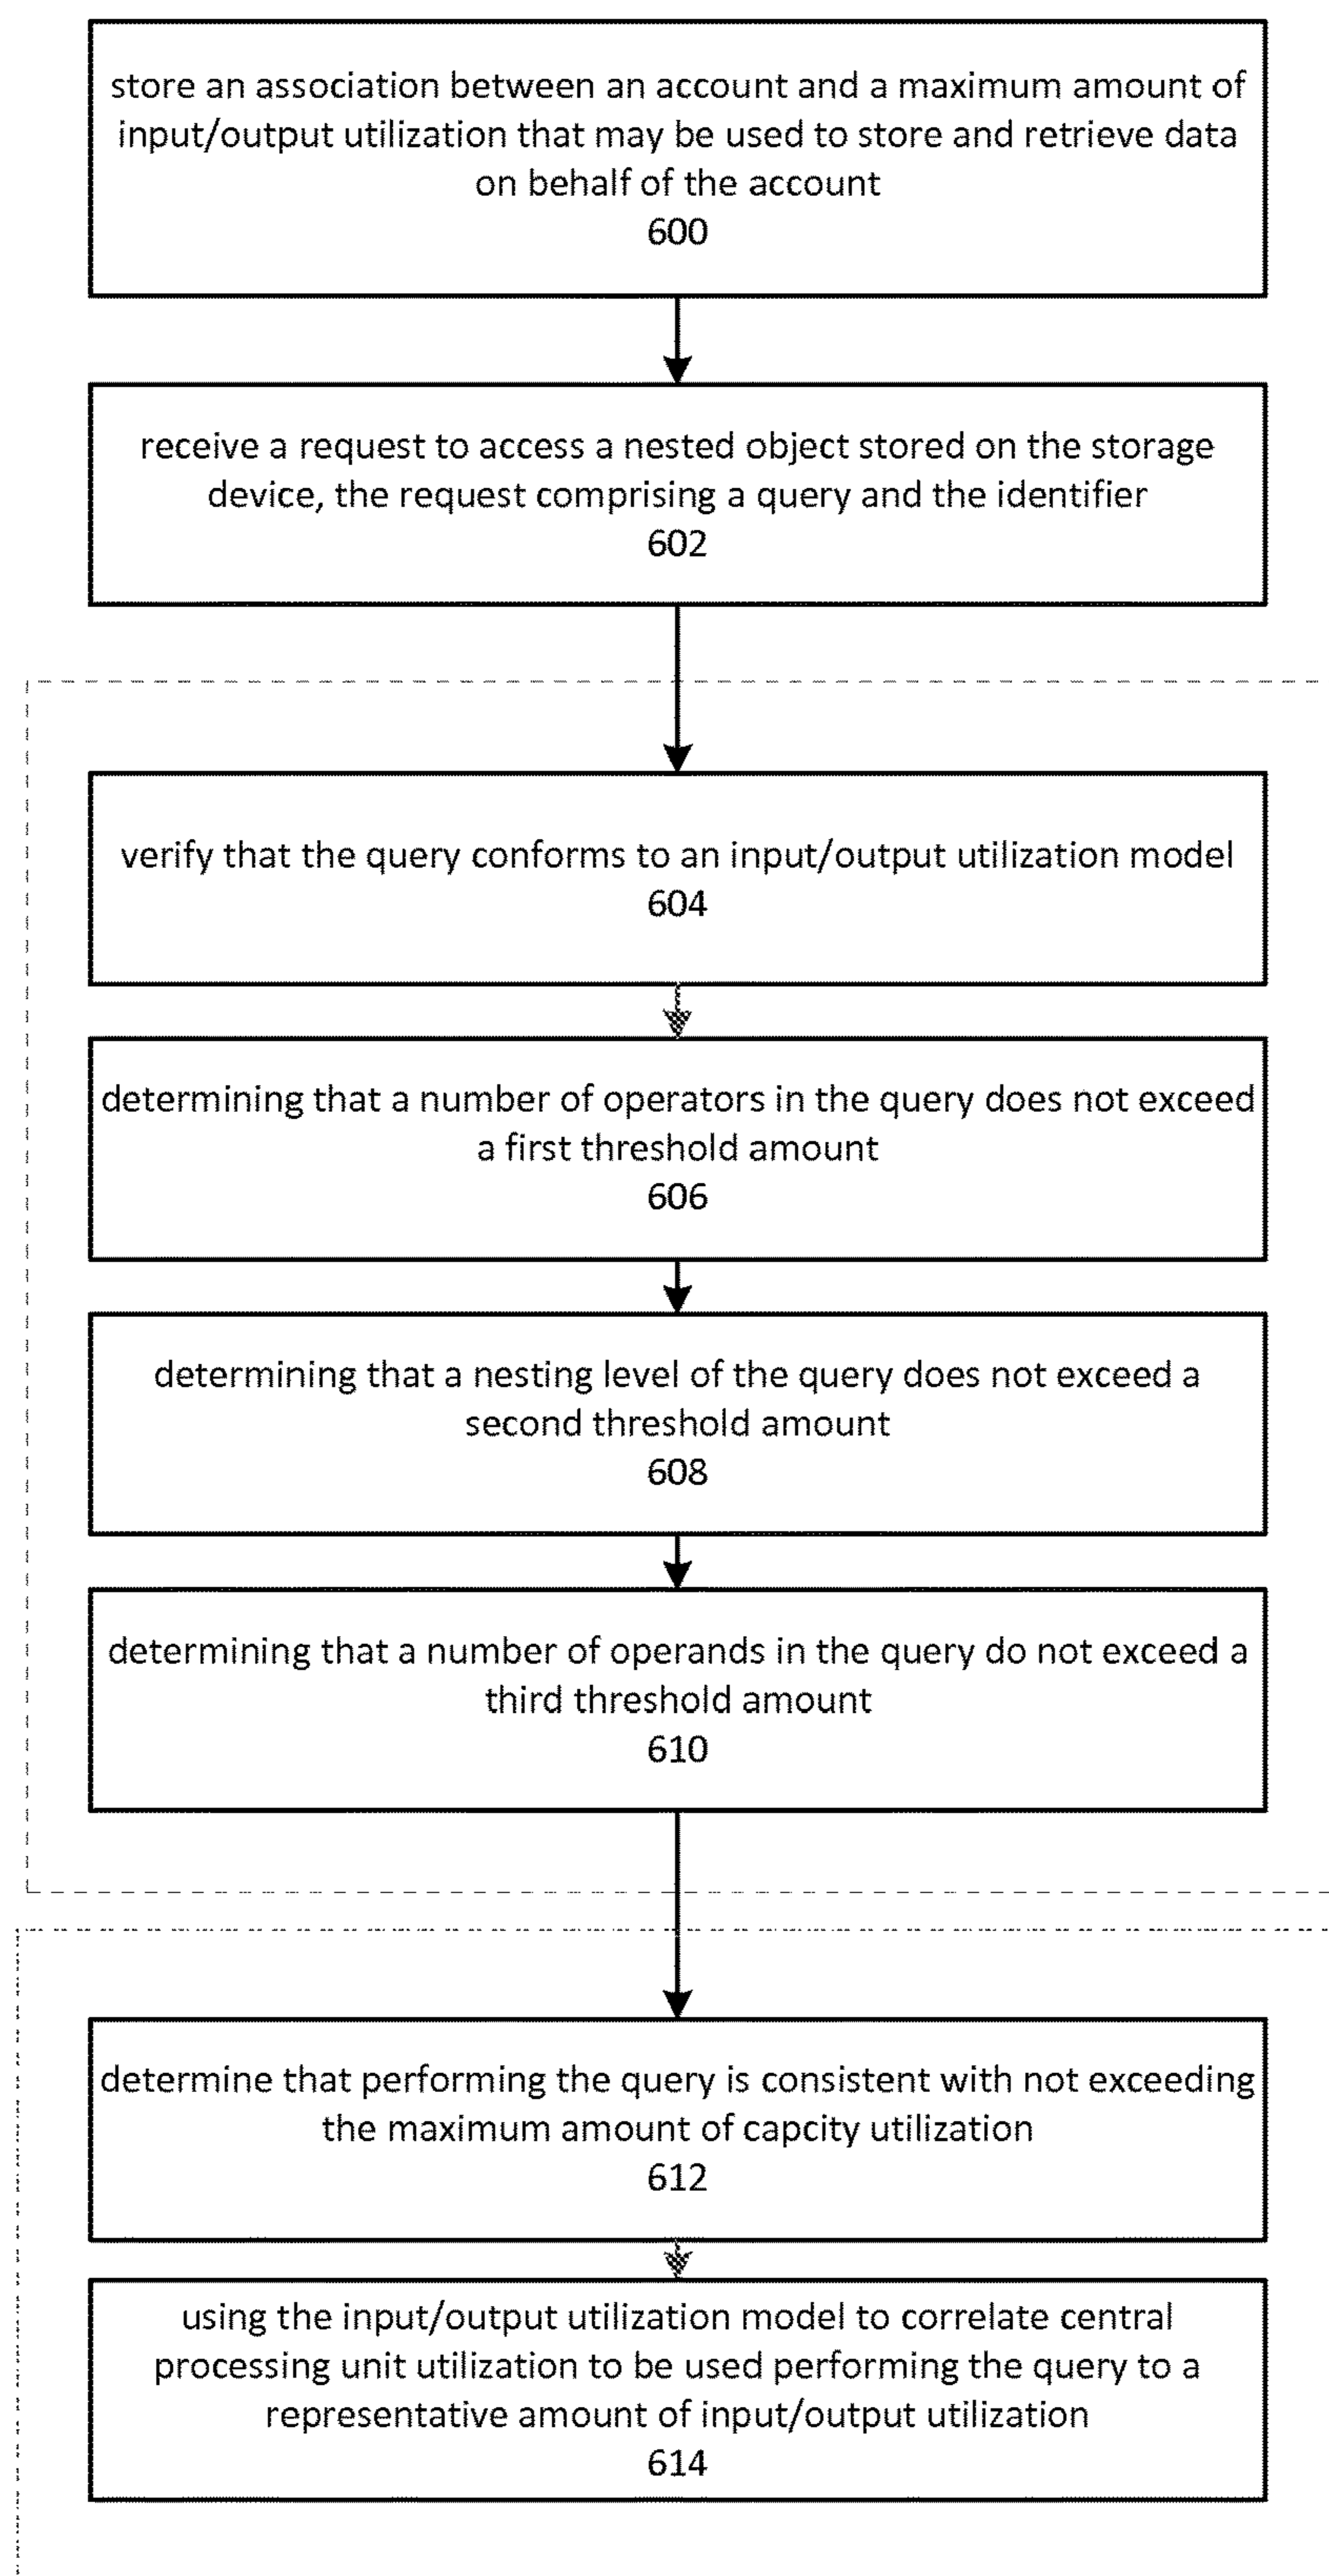 store an association between an account and a maximum amount of
input/output utilization that may be used to store and retrieve data
on behalf of the account
600
receive a request to access a nested object stored on the storage
device, the request comprising a query and the identifier
602
verify that the query conforms to an input/output utilization model
604
determining that a number of operators in the query does not exceed
a first threshold amount
606
determining that a nesting level of the query does not exceed a
second threshold amount
608
determining that a number of operands in the query do not exceed a
third threshold amount
610
determine that performing the query is consistent with not exceeding
the maximum amount of capcity utilization
612
using the input/output utilization model to correlate central
processing unit utilization to be used performing the query to a
representative amount of input/output utilization
614